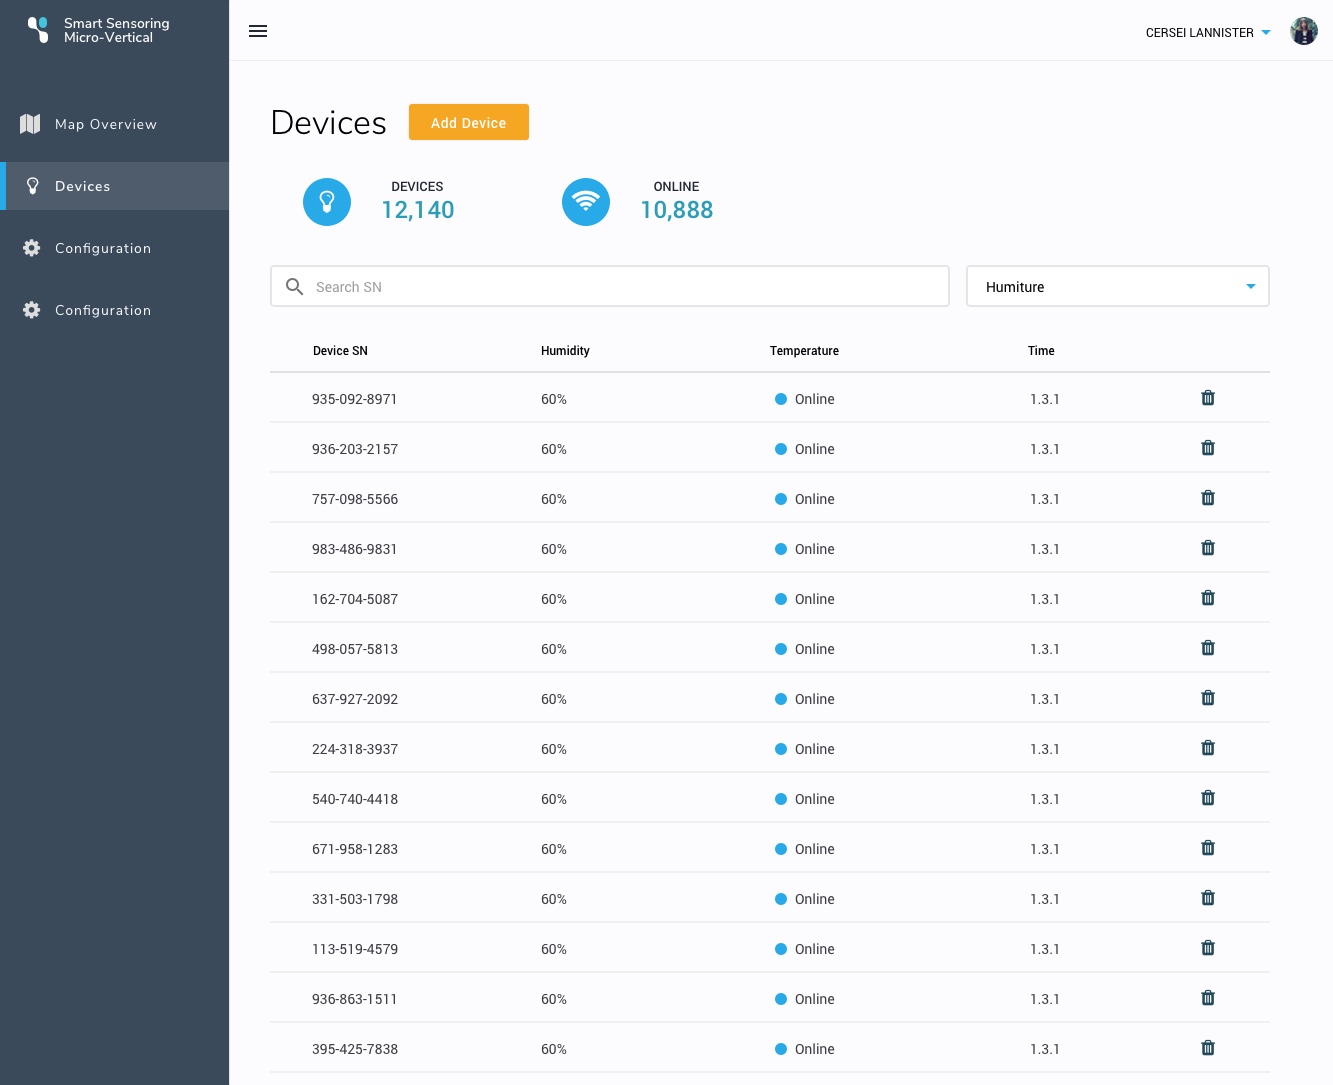 Smart Sensoring
Micro-Vertical
CERSEI LANNISTER
Map Overview
Devices
Configuration
Configuration
Devices
Add Device
DEVICES
12,140
ONLINE
10,888
Search SN
Humiture
Device SN Humidity Temperature Time
935-092-8971 60% Online 1.3.1
936-203-2157 60% Online 1.3.1
757-098-5566 60% Online 1.3.1
983-486-9831 60% Online 1.3.1
162-704-5087 60% Online 1.3.1
498-057-5813 60% Online 1.3.1
637-927-2092 60% Online 1.3.1
224-318-3937 60% Online 1.3.1
540-740-4418 60% Online 1.3.1
671-958-1283 60% Online 1.3.1
331-503-1798 60% Online 1.3.1
113-519-4579 60% Online 1.3.1
936-863-1511 60% Online 1.3.1
395-425-7838 60% Online 1.3.1